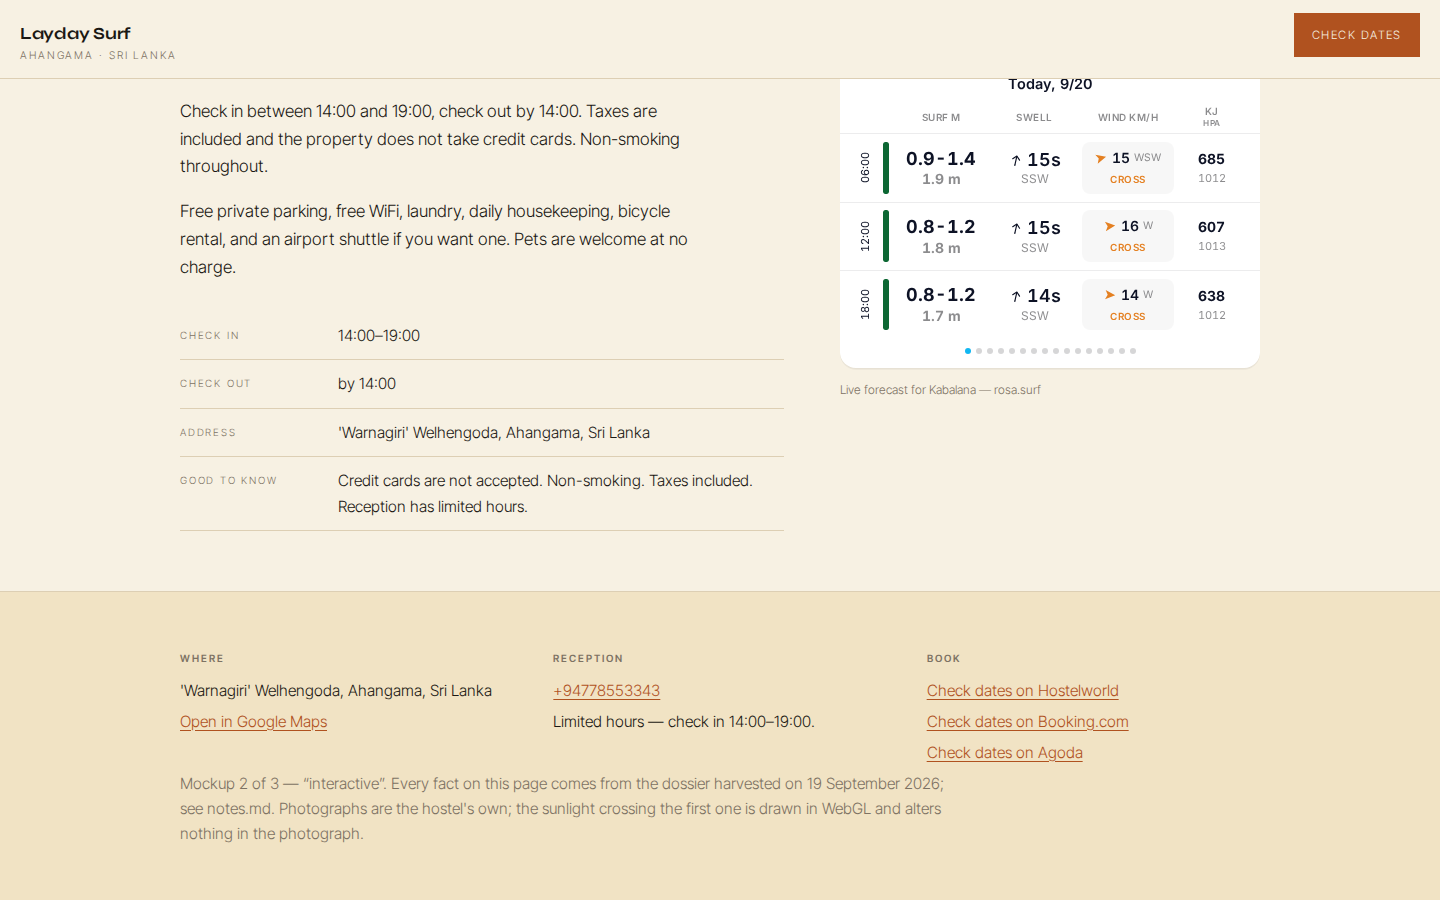 Layday Surf
AHANGAMA · SRI LANKA
CHECK DATES
Check in between 14:00 and 19:00, check out by 14:00. Taxes are
included and the property does not take credit cards. Non-smoking
throughout.
Free private parking, free WiFi, laundry, daily housekeeping, bicycle
rental, and an airport shuttle if you want one. Pets are welcome at no
charge.
CHECK IN 14:00–19:00
CHECK OUT by 14:00
ADDRESS 'Warnagiri' Welhengoda, Ahangama, Sri Lanka
GOOD TO KNOW Credit cards are not accepted. Non-smoking. Taxes included.
Reception has limited hours.
Today, 9/20
SURF M SWELL WIND KM/H KJ
HPA
06:00 0.9-1.4 15s 15 WSW 685
1.9 m SSW CROSS 1012
12:00 0.8-1.2 15s 16 W 607
1.8 m SSW CROSS 1013
18:00 0.8-1.2 14s 14 W 638
1.7 m SSW CROSS 1012
Live forecast for Kabalana — rosa.surf
WHERE
'Warnagiri' Welhengoda, Ahangama, Sri Lanka
Open in Google Maps
RECEPTION
+94778553343
Limited hours — check in 14:00–19:00.
BOOK
Check dates on Hostelworld
Check dates on Booking.com
Check dates on Agoda
Mockup 2 of 3 — “interactive”. Every fact on this page comes from the dossier harvested on 19 September 2026;
see notes.md. Photographs are the hostel's own; the sunlight crossing the first one is drawn in WebGL and alters
nothing in the photograph.